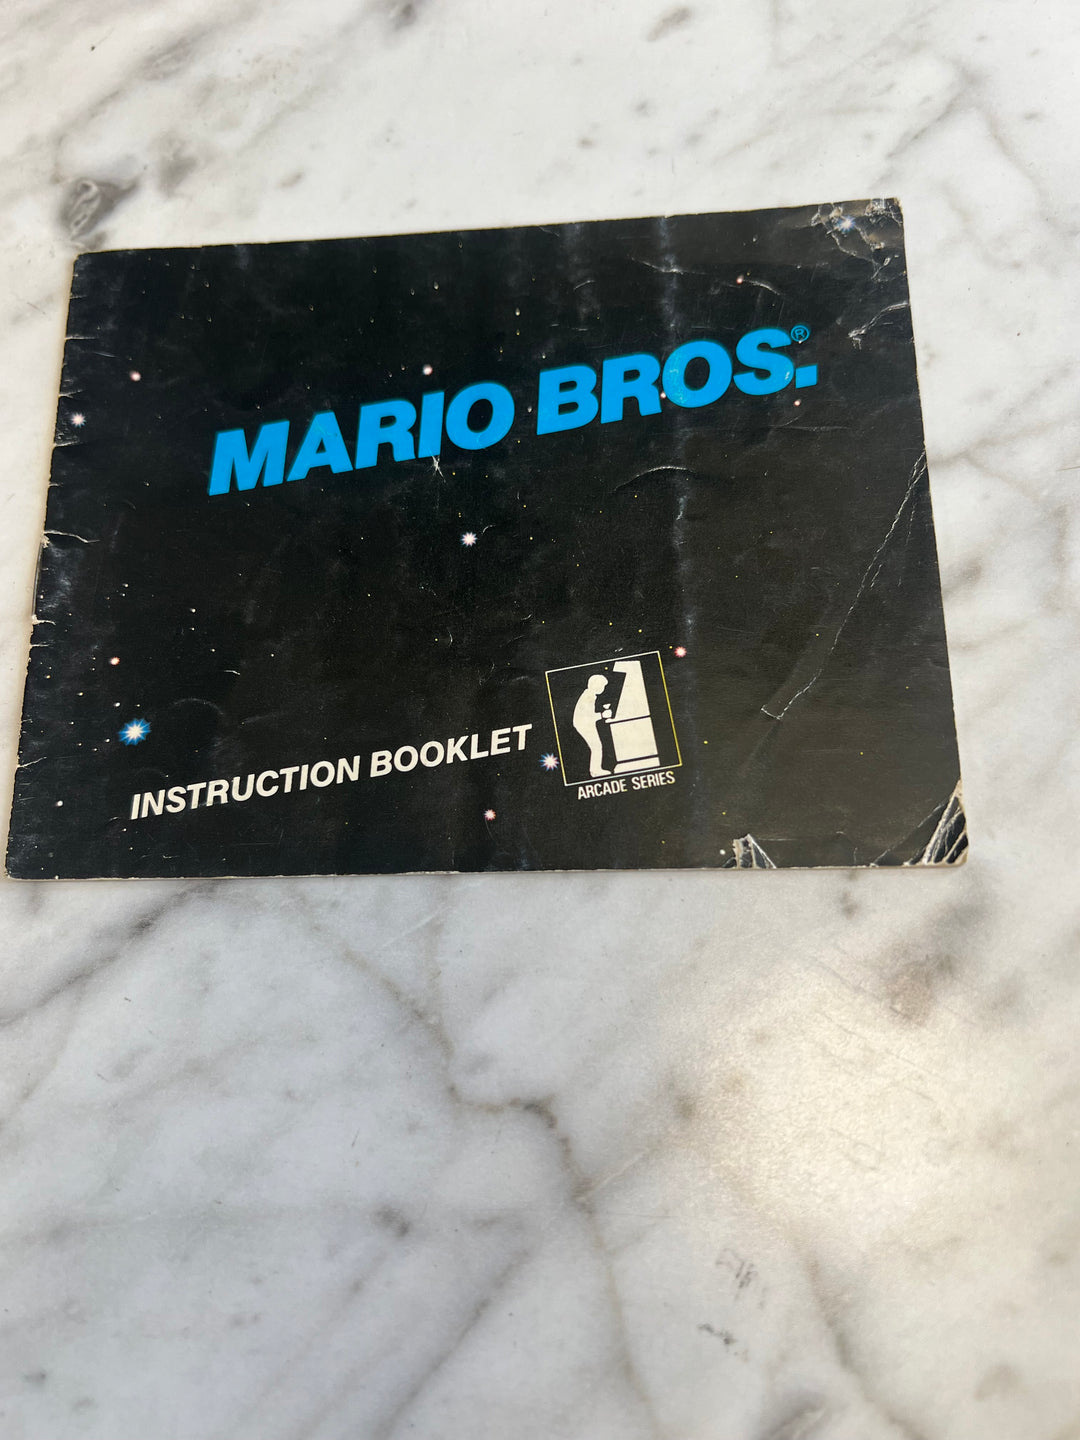 MARIO BROS.®
INSTRUCTION BOOKLET
ARCADE SERIES